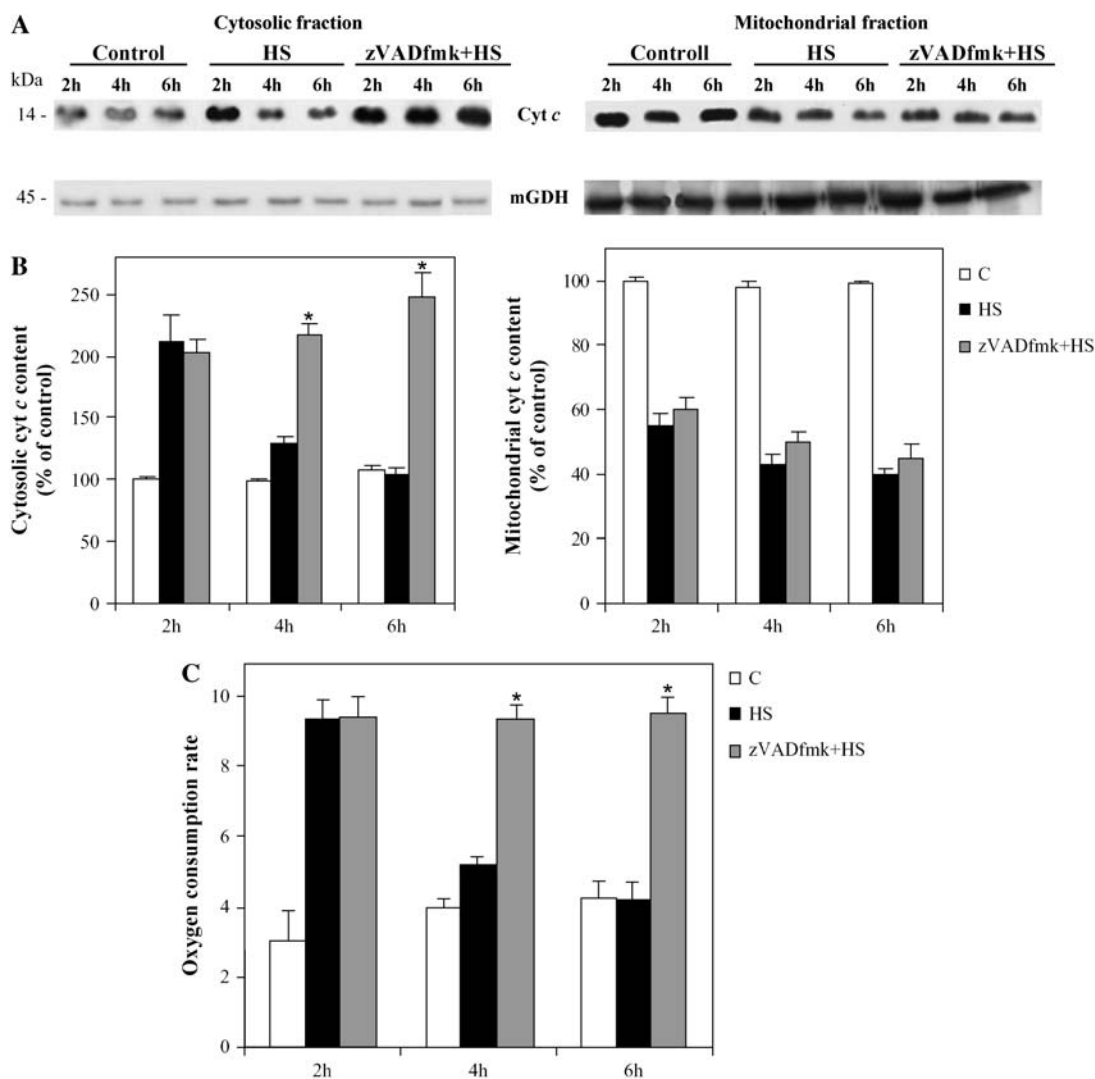 A
Cytosolic fraction
Mitochondrial fraction
Control HS zVADfmk+HS
Controll HS zVADfmk+HS
kDa 2h 4h 6h 2h 4h 6h 2h 4h 6h
2h 4h 6h 2h 4h 6h 2h 4h 6h
14 - Cyt c
45 - mGDH
B
Cytosolic cyt c content
(% of control)
250
200
150
100
50
0
2h 4h 6h
Mitochondrial cyt c content
(% of control)
100
80
60
40
20
0
2h 4h 6h
* *
C
HS
zVADfmk+HS
C
Oxygen consumption rate
10
8
6
4
2
0
2h 4h 6h
* *
C
HS
zVADfmk+HS